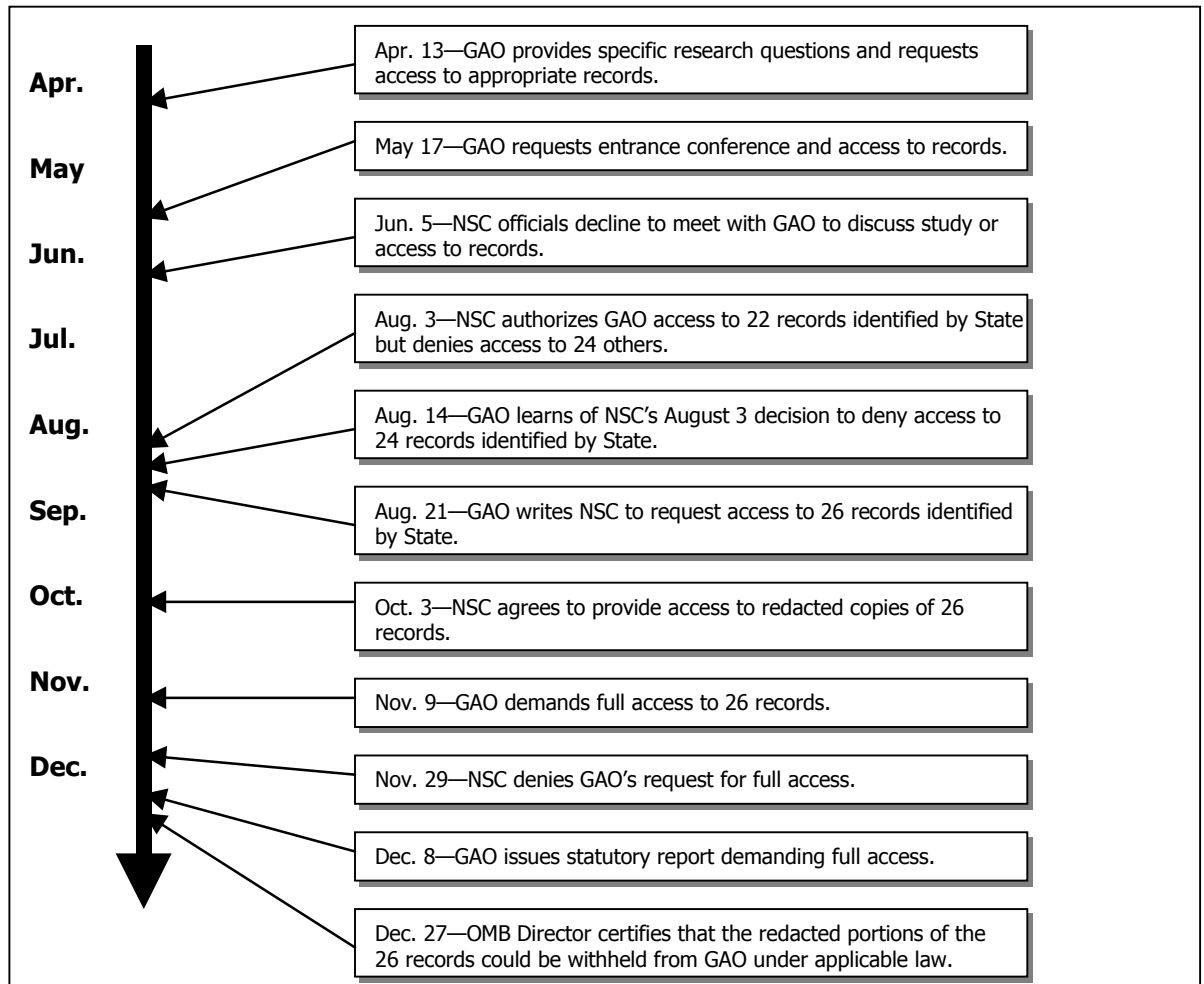 Apr.
May
Jun.
Jul.
Aug.
Sep.
Oct.
Nov.
Dec.
Apr. 13—GAO provides specific research questions and requests
access to appropriate records.
May 17—GAO requests entrance conference and access to records.
Jun. 5—NSC officials decline to meet with GAO to discuss study or
access to records.
Aug. 3—NSC authorizes GAO access to 22 records identified by State
but denies access to 24 others.
Aug. 14—GAO learns of NSC's August 3 decision to deny access to
24 records identified by State.
Aug. 21—GAO writes NSC to request access to 26 records identified
by State.
Oct. 3—NSC agrees to provide access to redacted copies of 26
records.
Nov. 9—GAO demands full access to 26 records.
Nov. 29—NSC denies GAO's request for full access.
Dec. 8—GAO issues statutory report demanding full access.
Dec. 27—OMB Director certifies that the redacted portions of the
26 records could be withheld from GAO under applicable law.